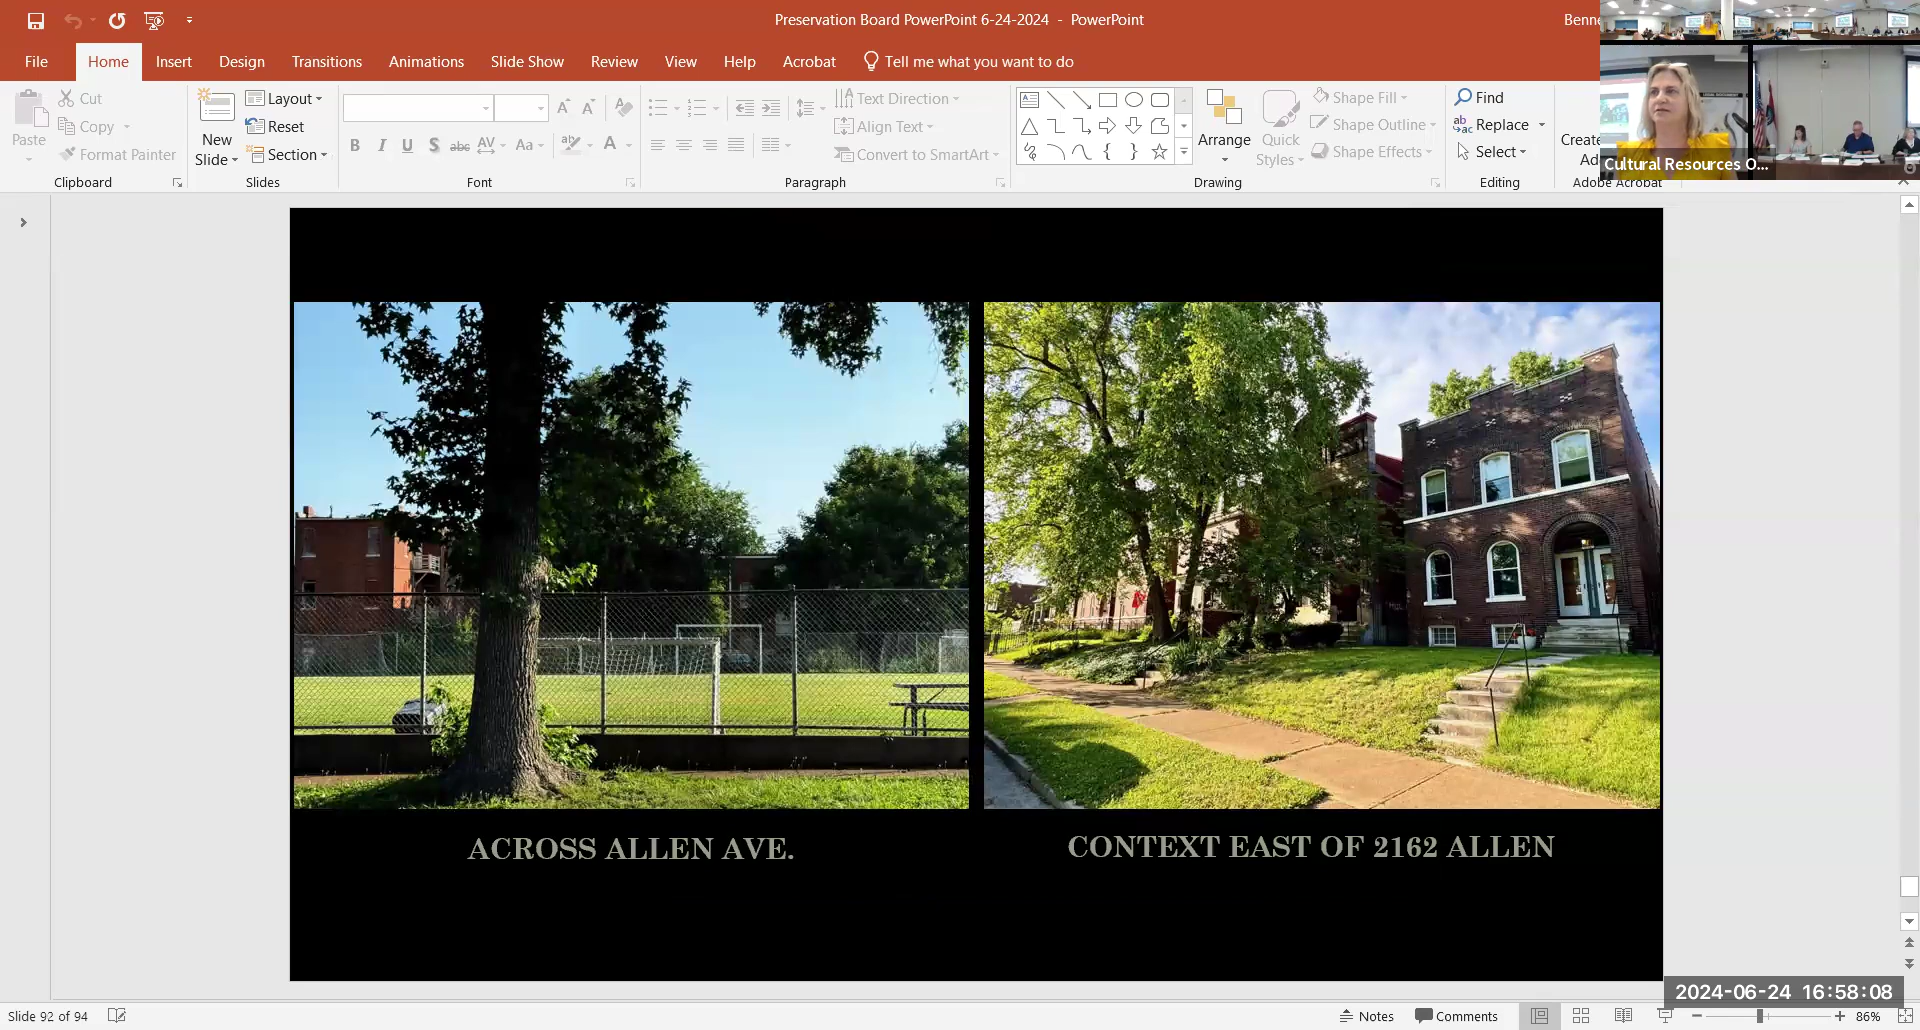 Preservation Board PowerPoint 6-24-2024 - PowerPoint
File Home Insert Design Transitions Animations Slide Show Review View Help Acrobat Tell me what you want to do
Paste
Cut
Copy
Format Painter
Clipboard
New
Slide
Layout
Reset
Section
Slides
B I U S abc AV Aa A
Font
Text Direction
Align Text
Convert to SmartArt
Paragraph
Arrange
Quick
Styles
Shape Fill
Shape Outline
Shape Effects
Drawing
Find
Replace
Select
Editing
Adobe Acrobat
Cultural Resources O...
ACROSS ALLEN AVE.
CONTEXT EAST OF 2162 ALLEN
2024-06-24 16:58:08
Slide 92 of 94
Notes
Comments
86%